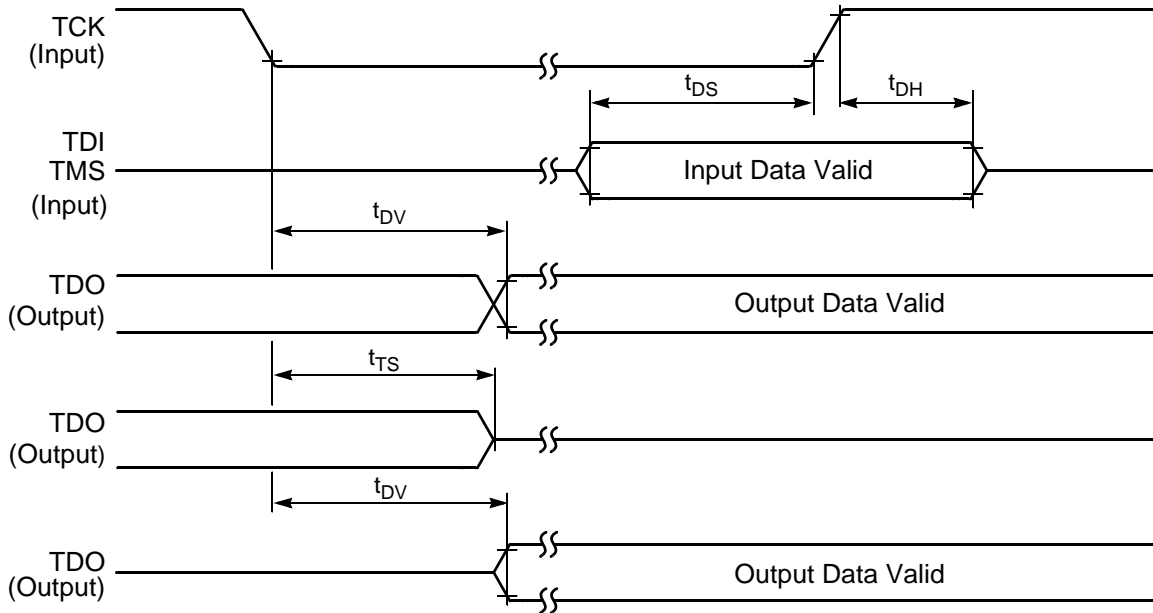 TCK
(Input)
tDS
tDH
TDI
TMS
(Input)
Input Data Valid
tDV
TDO
(Output)
Output Data Valid
tTS
TDO
(Output)
tDV
TDO
(Output)
Output Data Valid